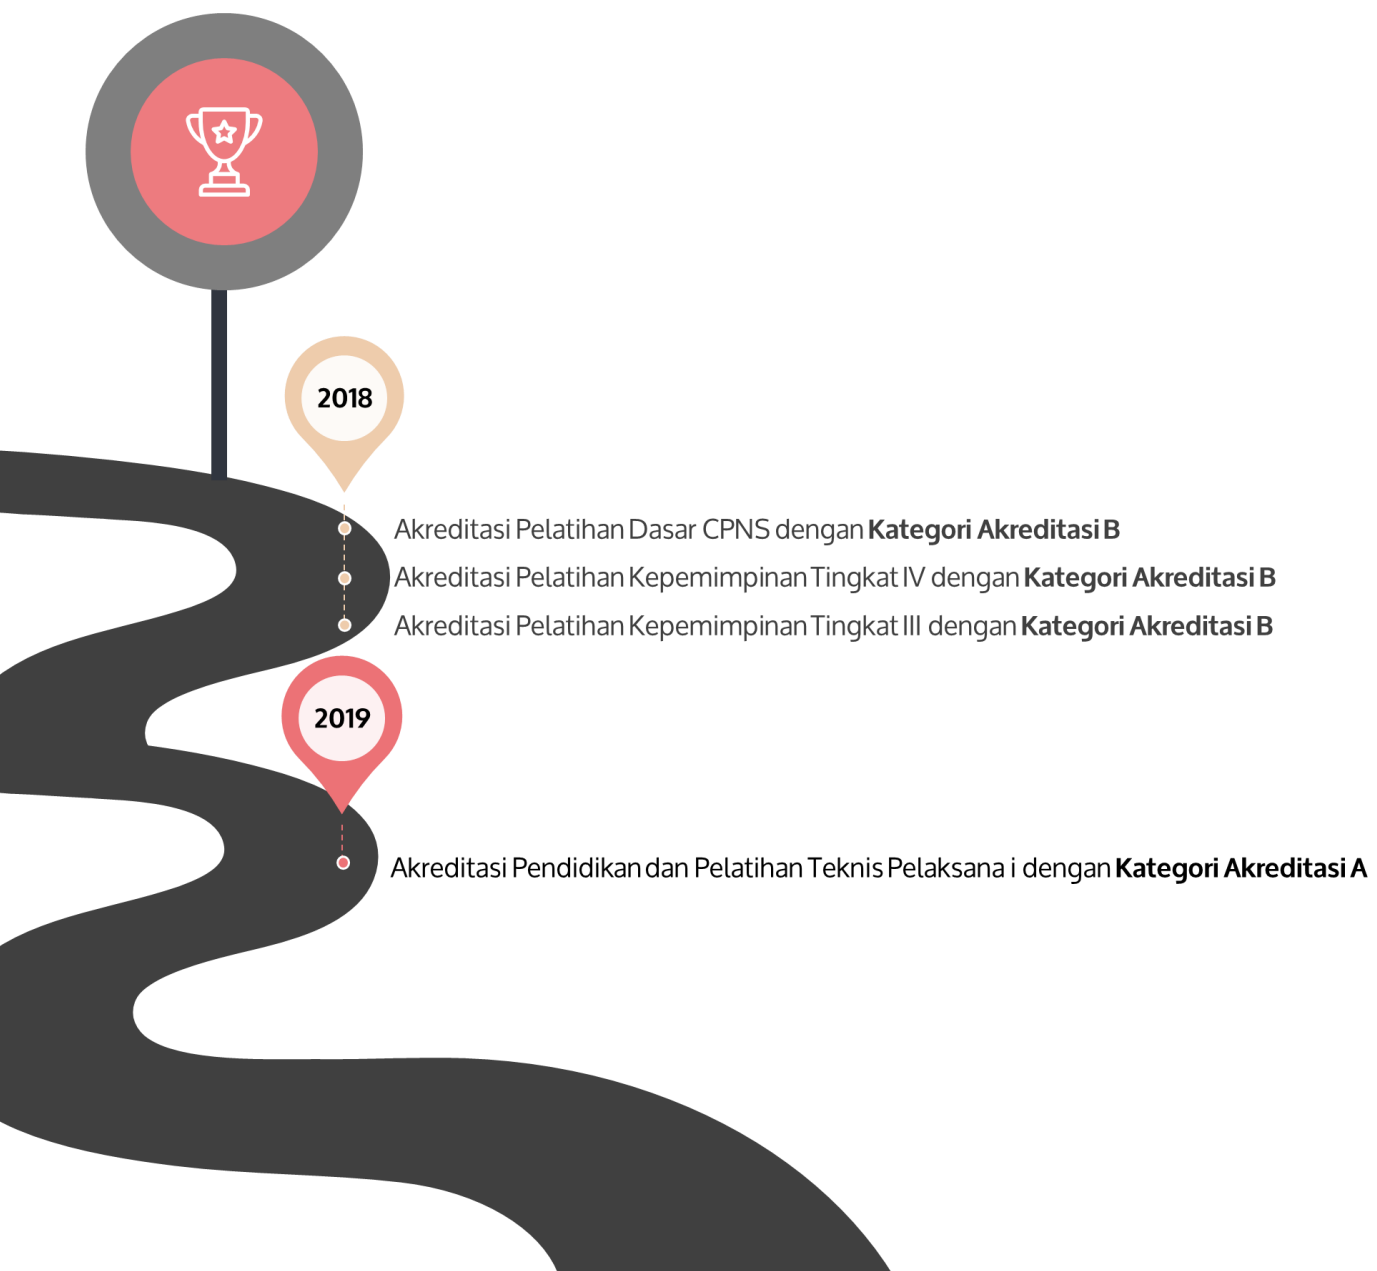 2018
Akreditasi Pelatihan Dasar CPNS dengan Kategori Akreditasi B
Akreditasi Pelatihan Kepemimpinan Tingkat IV dengan Kategori Akreditasi B
Akreditasi Pelatihan Kepemimpinan Tingkat III dengan Kategori Akreditasi B
2019
Akreditasi Pendidikan dan Pelatihan Teknis Pelaksana i dengan Kategori Akreditasi A